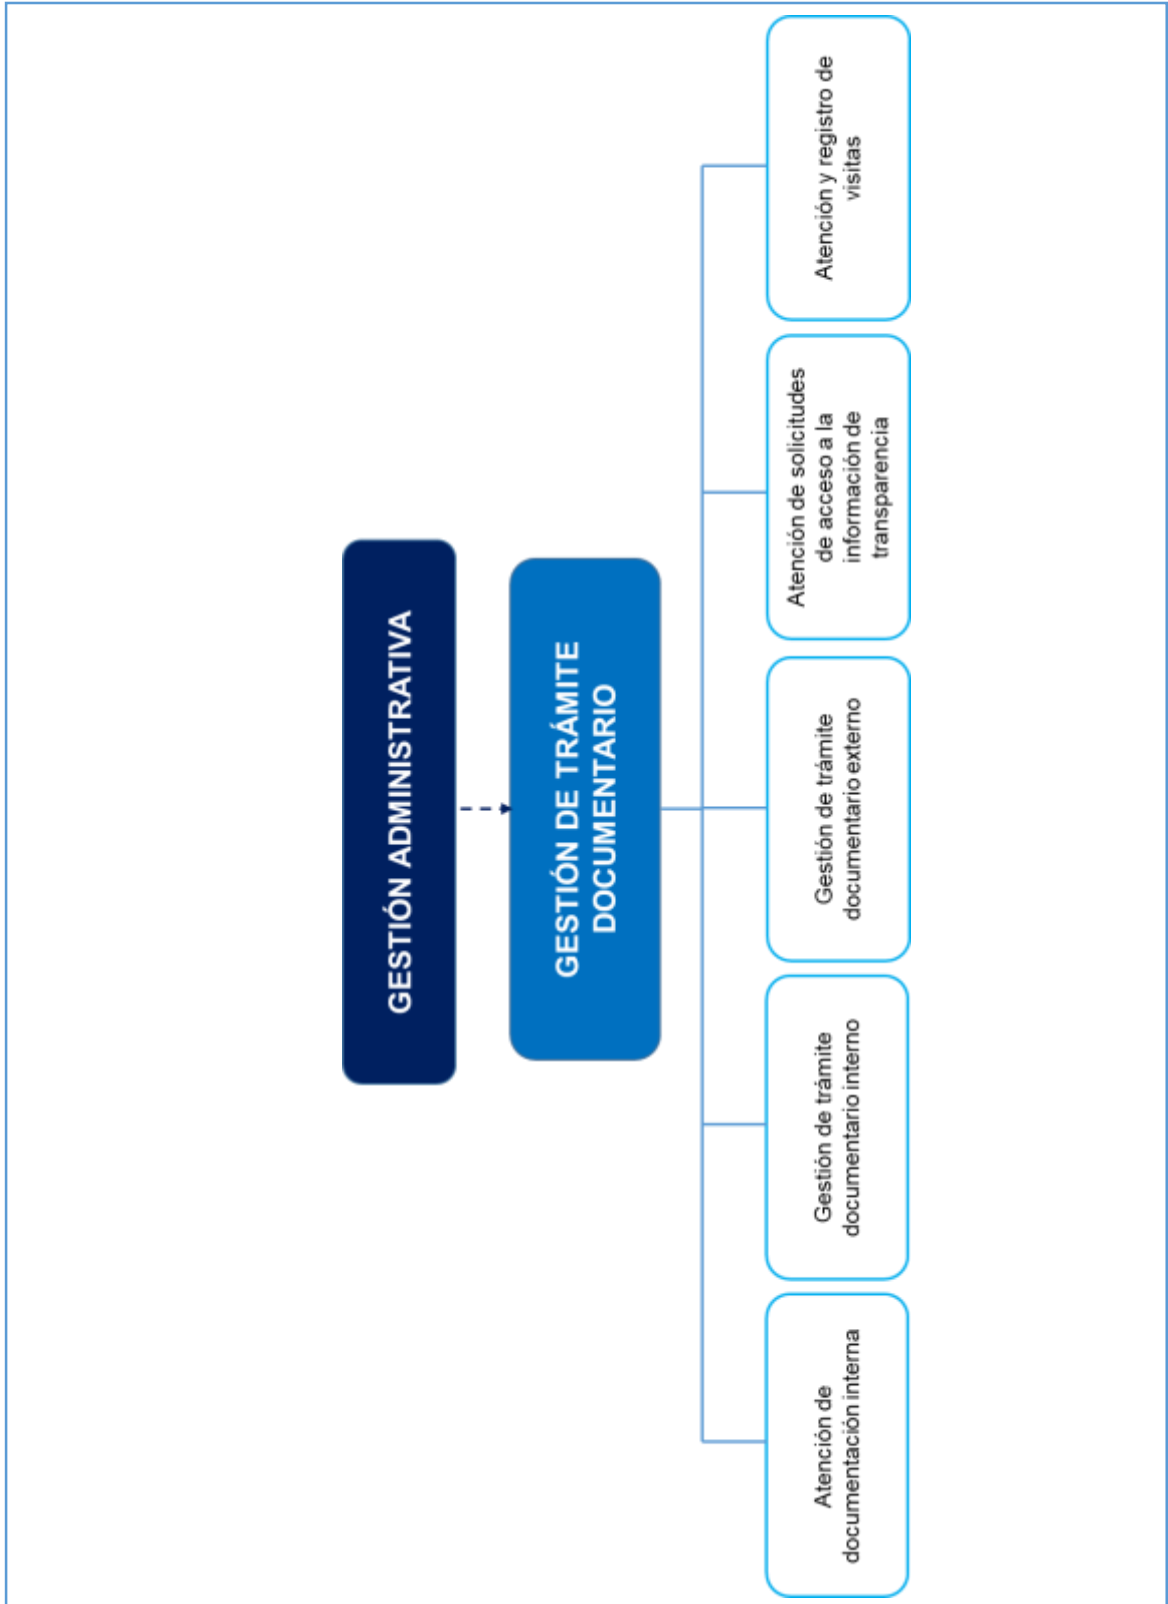 GESTIÓN ADMINISTRATIVA
GESTIÓN DE TRÁMITE
DOCUMENTARIO
Atención de
documentación interna
Gestión de trámite
documentario interno
Gestión de trámite
documentario externo
Atención de solicitudes
de acceso a la
información de
transparencia
Atención y registro de
visitas